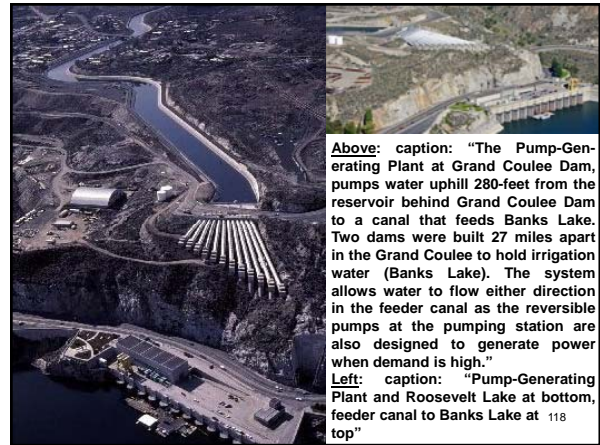 Above: caption: “The Pump-Gen-
erating Plant at Grand Coulee Dam,
pumps water uphill 280-feet from the
reservoir behind Grand Coulee Dam
to a canal that feeds Banks Lake.
Two dams were built 27 miles apart
in the Grand Coulee to hold irrigation
water (Banks Lake). The system
allows water to flow either direction
in the feeder canal as the reversible
pumps at the pumping station are
also designed to generate power
when demand is high.”
Left: caption: “Pump-Generating
Plant and Roosevelt Lake at bottom,
feeder canal to Banks Lake at
top”
118